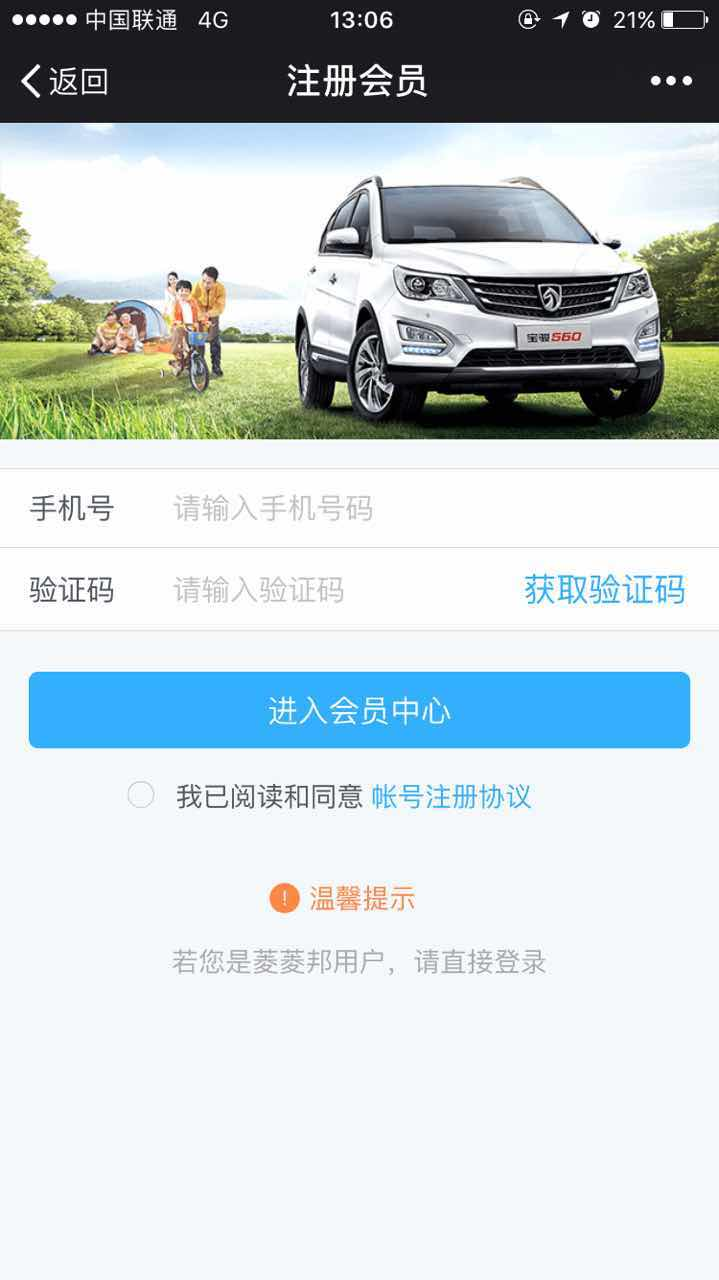 中国联通 4G 13:06 21%
返回 注册会员
宝骏560
手机号 请输入手机号码
验证码 请输入验证码 获取验证码
进入会员中心
我已阅读和同意 帐号注册协议
! 温馨提示
若您是菱菱邦用户，请直接登录